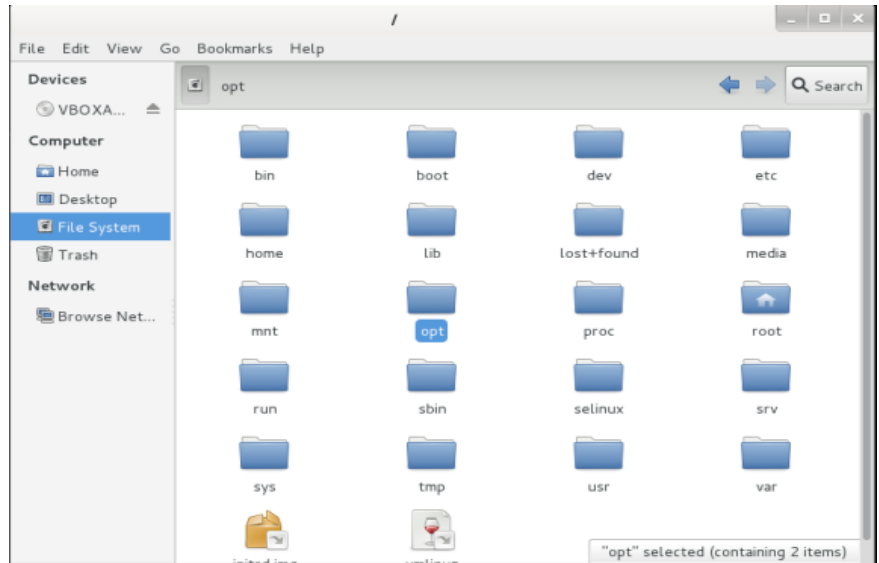 /
File Edit View Go Bookmarks Help
Devices
VBOXA...
Computer
Home
Desktop
File System
Trash
Network
Browse Net...
opt
Search
bin boot dev etc
home lib lost+found media
mnt opt proc root
run sbin selinux srv
sys tmp usr var
"opt" selected (containing 2 items)